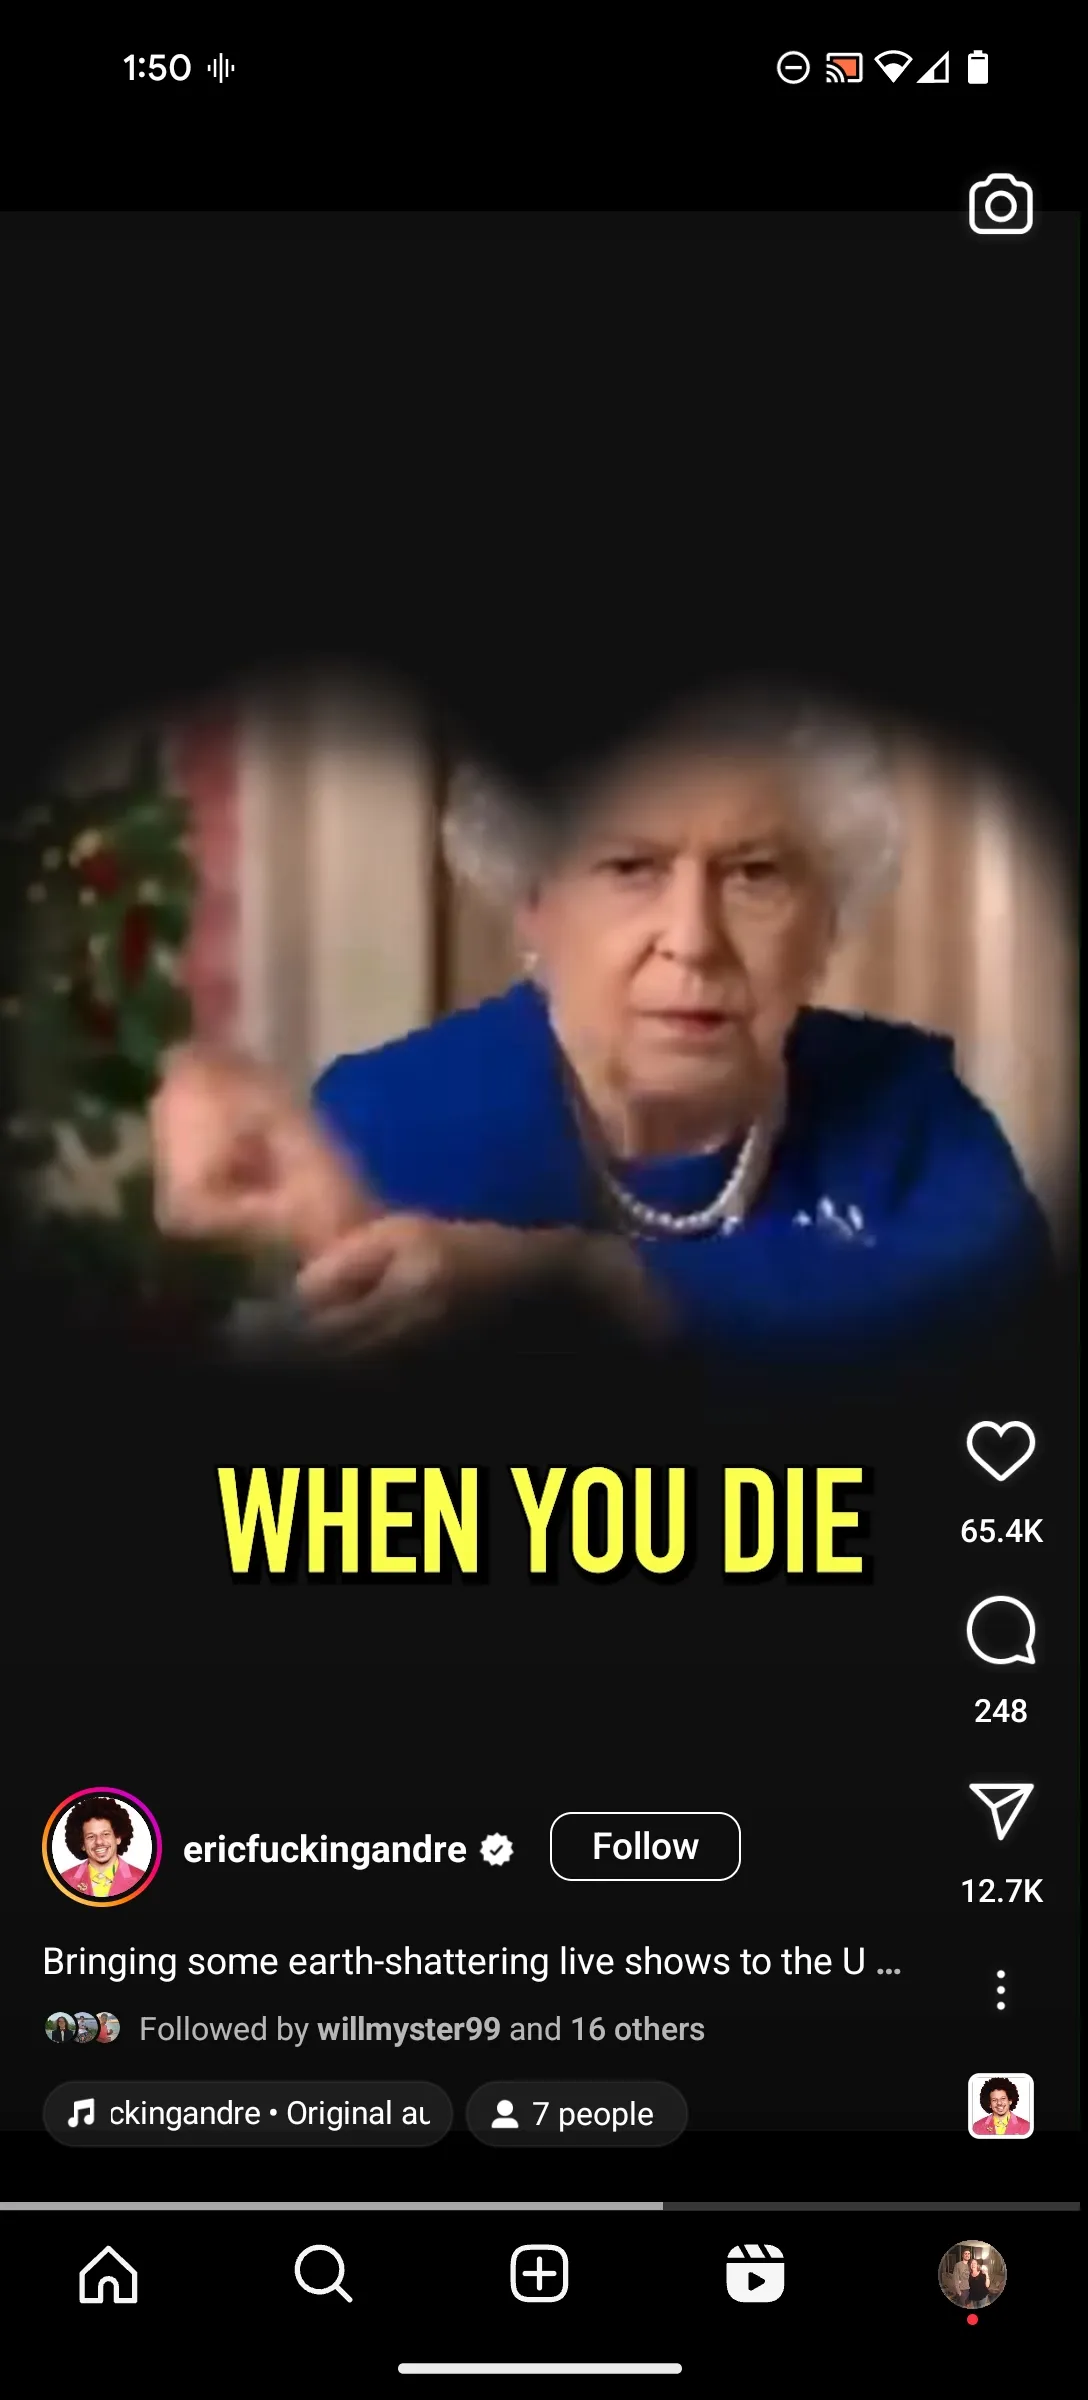 1:50
WHEN YOU DIE
65.4K
248
12.7K
ericfuckingandre
Follow
Bringing some earth-shattering live shows to the U ...
Followed by willmyster99 and 16 others
ckingandre • Original au
7 people